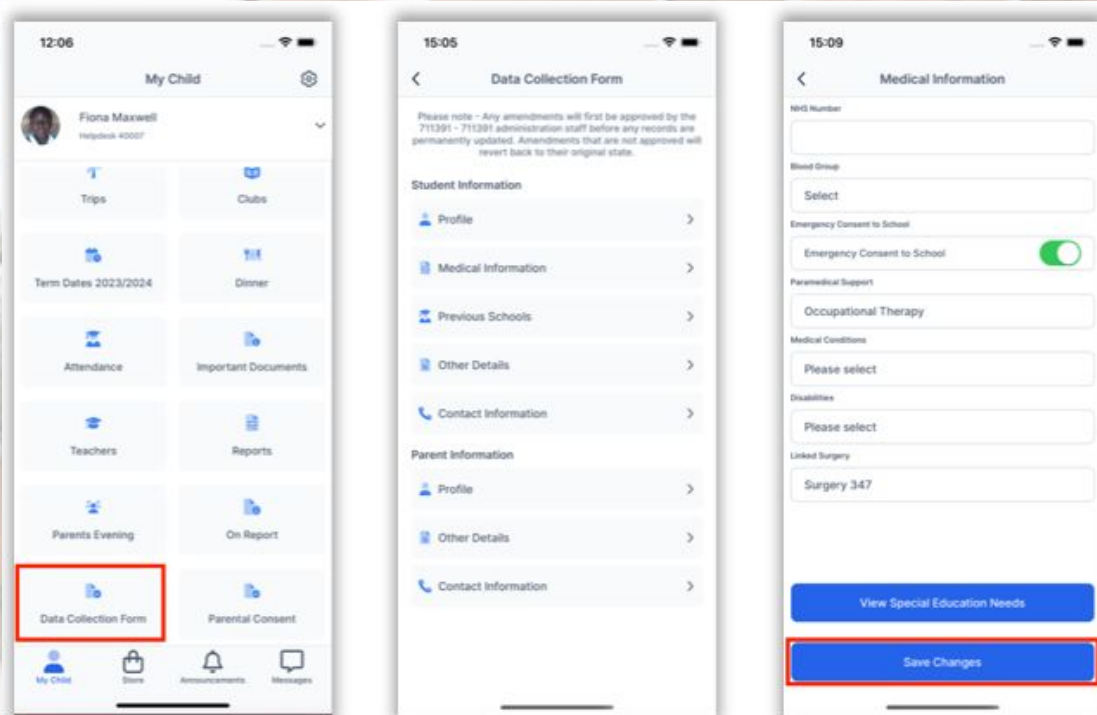 12:06
My Child
Fiona Maxwell
Helpdesk 40007
Trips
Clubs
Term Dates 2023/2024
Dinner
Attendance
Important Documents
Teachers
Reports
Parents Evening
On Report
Data Collection Form
Parental Consent
My Child
Store
Announcements
Messages
15:05
Data Collection Form
Please note - Any amendments will first be approved by the
711391 - 711391 administration staff before any records are
permanently updated. Amendments that are not approved will
revert back to their original state.
Student Information
Profile
Medical Information
Previous Schools
Other Details
Contact Information
Parent Information
Profile
Other Details
Contact Information
15:09
Medical Information
NHS Number
Blood Group
Select
Emergency Consent to School
Emergency Consent to School
Paramedical Support
Occupational Therapy
Medical Conditions
Please select
Disabilities
Please select
Linked Surgery
Surgery 347
View Special Education Needs
Save Changes